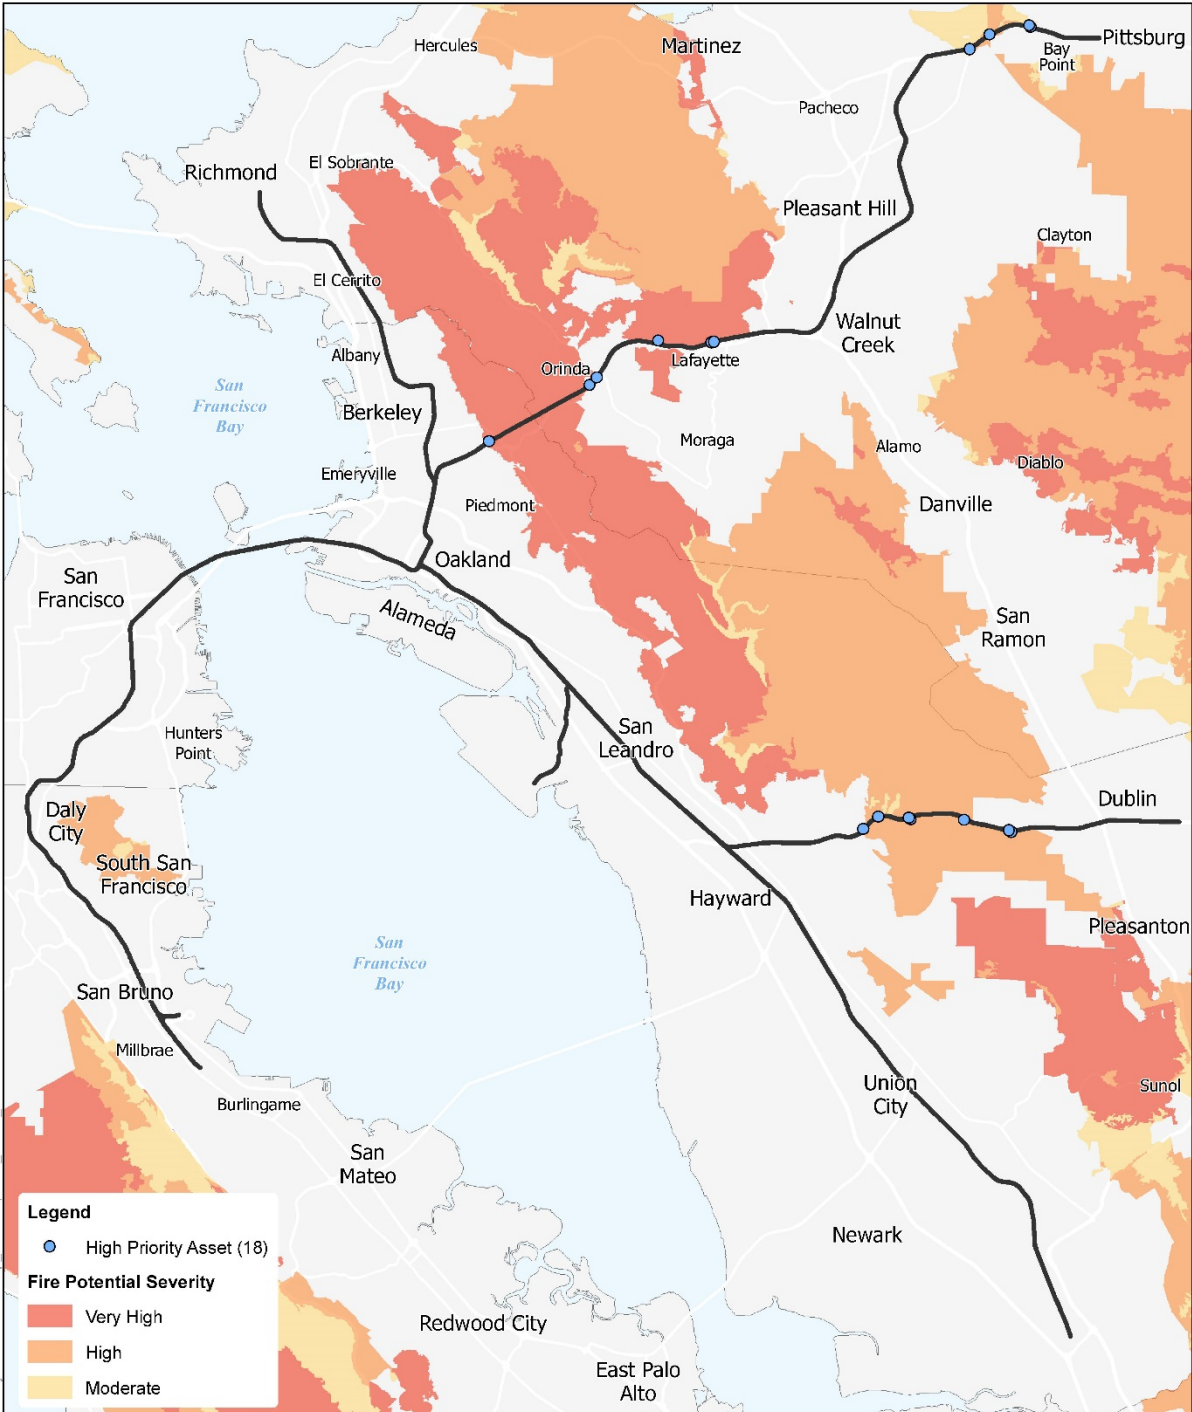 Hercules
Martinez
Pittsburg
Bay
Point
Pacheco
El Sobrante
Richmond
Pleasant Hill
Clayton
El Cerrito
Walnut
Creek
Albany
Orinda
Lafayette
San
Francisco
Bay
Berkeley
Moraga
Alamo
Diablo
Emeryville
Piedmont
Danville
Oakland
San
Francisco
Alameda
San
Ramon
Hunters
Point
San
Leandro
Dublin
Daly
City
South San
Francisco
Hayward
Pleasanton
San
Francisco
Bay
San Bruno
Millbrae
Union
City
Sunol
Burlingame
San
Mateo
Newark
Redwood City
East Palo
Alto
Legend
High Priority Asset (18)
Fire Potential Severity
Very High
High
Moderate